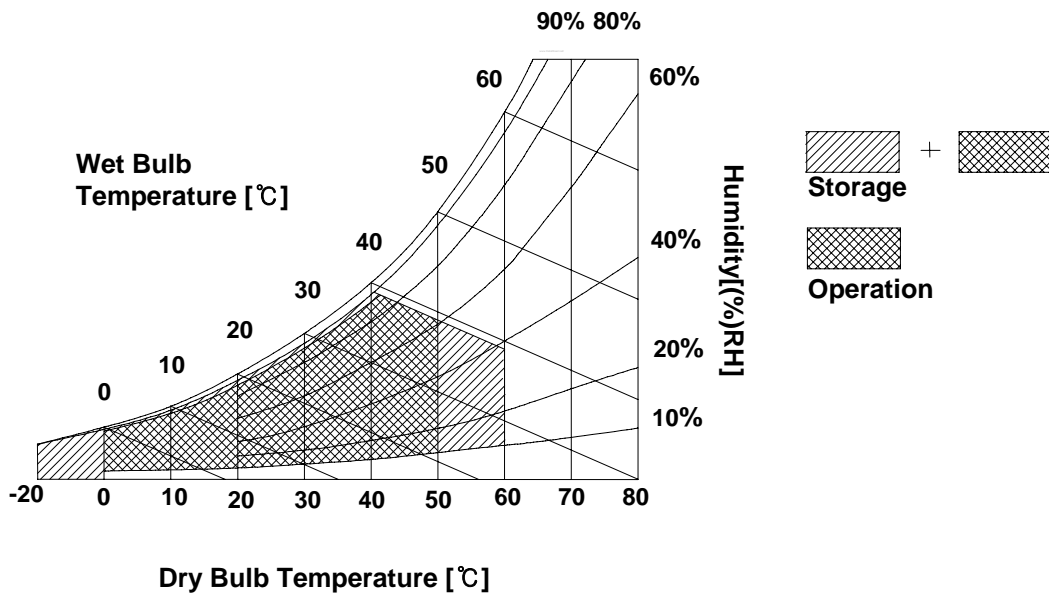 90% 80%
60
60%
50
Wet Bulb
Temperature [℃]
Storage
+
40
40%
Humidity[(%)RH]
30
Operation
20
20%
10
0
10%
-20 0 10 20 30 40 50 60 70 80
Dry Bulb Temperature [℃]